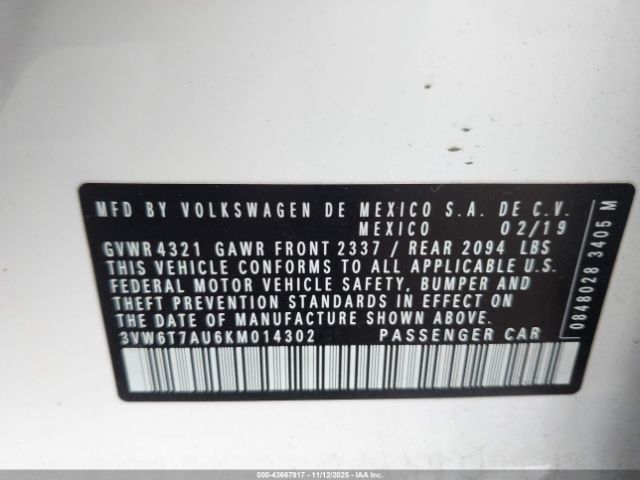 MFD BY VOLKSWAGEN DE MEXICO S.A. DE C.V.
MEXICO 02/19
GVWR 4321 GAWR FRONT 2337 / REAR 2094 LBS
THIS VEHICLE CONFORMS TO ALL APPLICABLE U.S.
FEDERAL MOTOR VEHICLE SAFETY, BUMPER AND
THEFT PREVENTION STANDARDS IN EFFECT ON
THE DATE OF MANUFACTURE SHOWN ABOVE.
3VW6T7AU6KM014302 PASSENGER CAR
0848028 3405 M
000-43667917 - 11/12/2025 - IAAI, Inc.